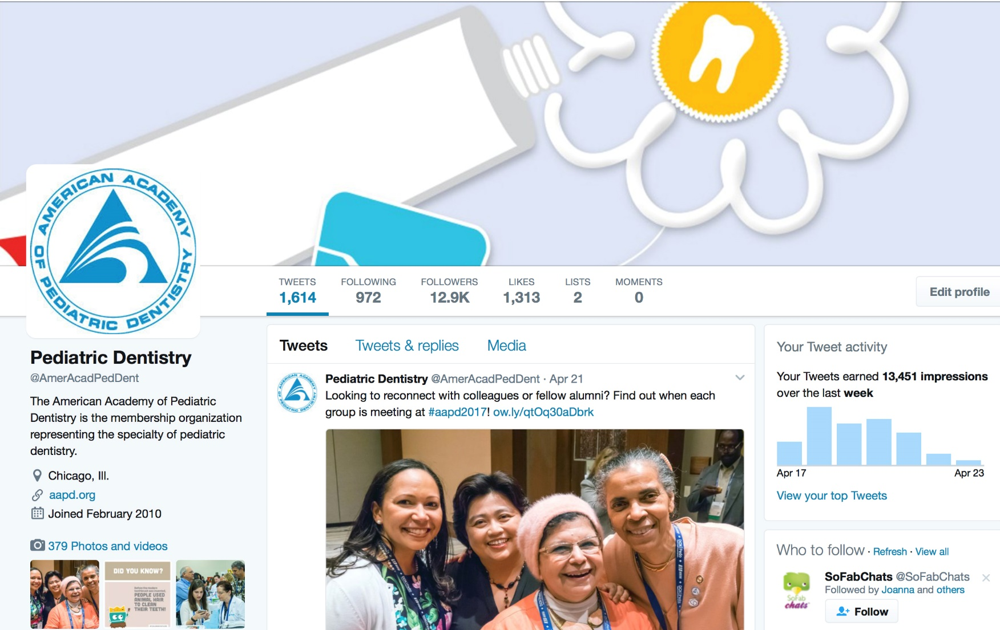 AMERICAN ACADEMY
OF PEDIATRIC DENTISTRY
TWEETS
1,614
FOLLOWING
972
FOLLOWERS
12.9K
LIKES
1,313
LISTS
2
MOMENTS
0
Edit profile
Pediatric Dentistry
@AmerAcadPedDent
The American Academy of Pediatric
Dentistry is the membership organization
representing the specialty of pediatric
dentistry.
Chicago, Ill.
aapd.org
Joined February 2010
379 Photos and videos
DID YOU KNOW?
PEOPLE USED
ANIMAL HAIR
TO CLEAN
THEIR TEETH!
Tweets
Tweets & replies
Media
Pediatric Dentistry @AmerAcadPedDent · Apr 21
Looking to reconnect with colleagues or fellow alumni? Find out when each
group is meeting at #aapd2017! ow.ly/qtOq30aDbrk
Your Tweet activity
Your Tweets earned 13,451 impressions
over the last week
Apr 17
Apr 23
View your top Tweets
Who to follow · Refresh · View all
SoFabChats @SoFabChats
Followed by Joanna and others
SoFab
chats
Follow